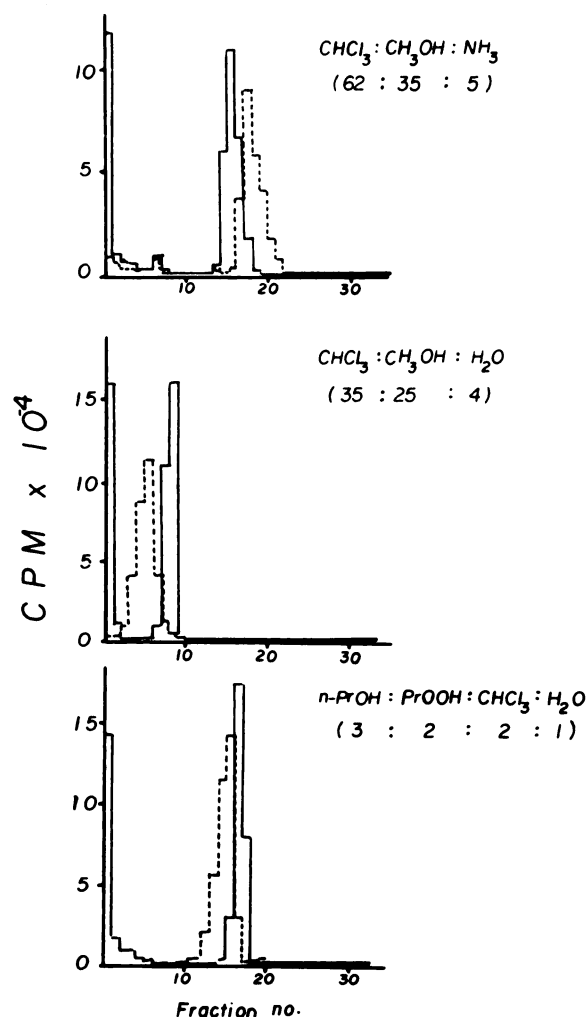 CHCl3 : CH3OH : NH3
(62 : 35 : 5)
10
5
0
10
20
30
CHCl3 : CH3OH : H2O
(35 : 25 : 4)
15
10
5
0
10
20
30
CPM x 10-4
n-PrOH : PrOOH : CHCl3 : H2O
(3 : 2 : 2 : 1)
15
10
5
0
10
20
30
Fraction no.